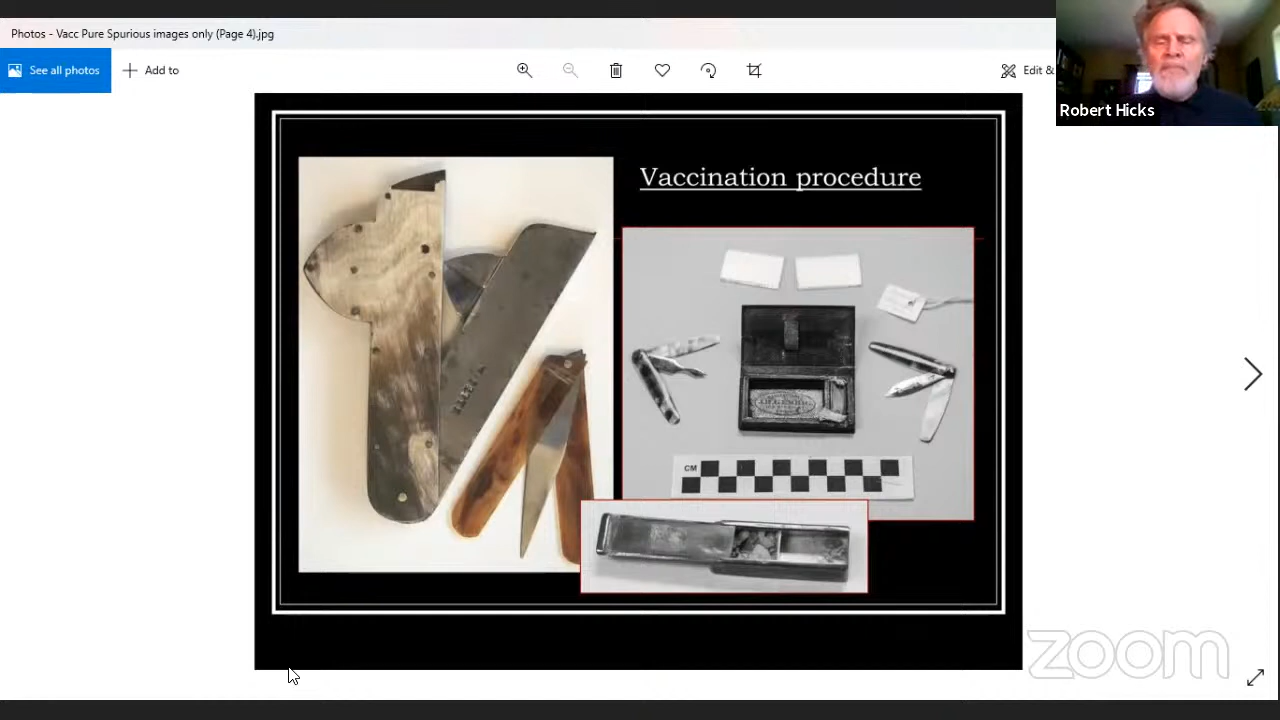 Photos - Vacc Pure Spurious images only (Page 4).jpg
See all photos
Add to
Edit &
Robert Hicks
Vaccination procedure
CM
zoom